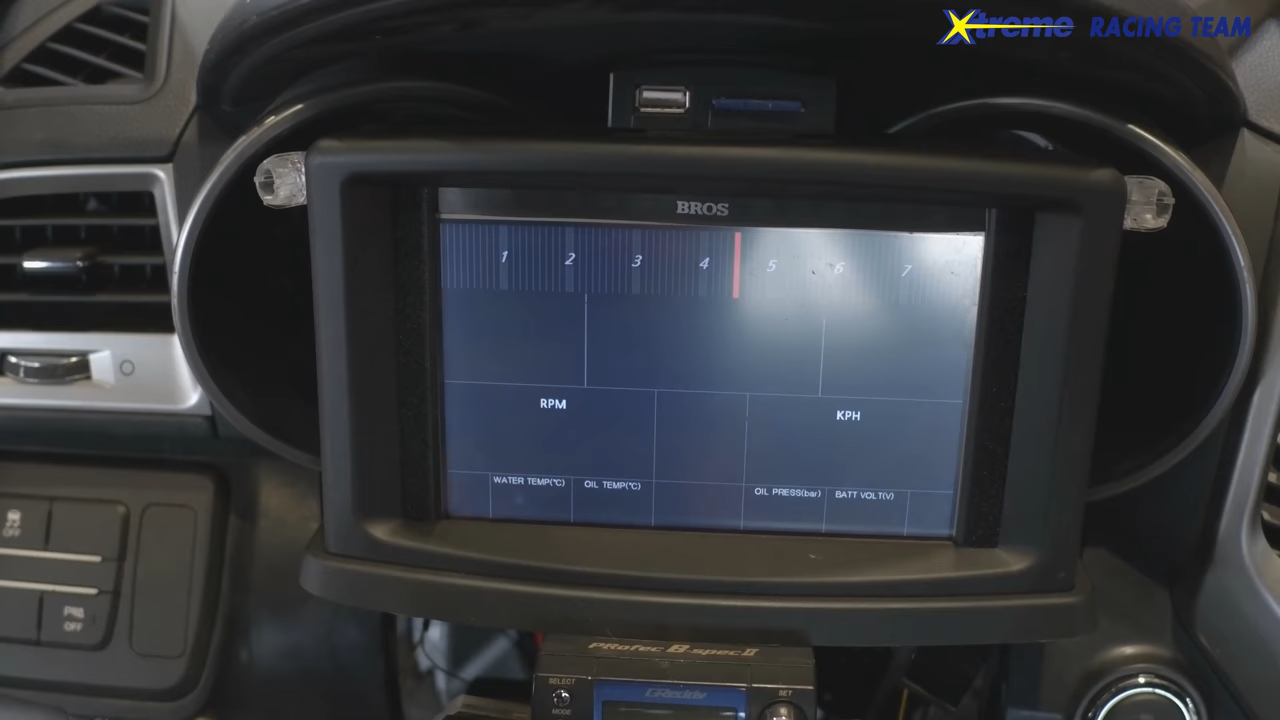 Xtreme RACING TEAM
BROS
1 2 3 4 5 6 7
RPM
KPH
WATER TEMP(℃) OIL TEMP(℃)
OIL PRESS(bar) BATT VOLT(V)
OFF
P
OFF
PRofec B-spec II
SELECT
GReddy
SET
MODE